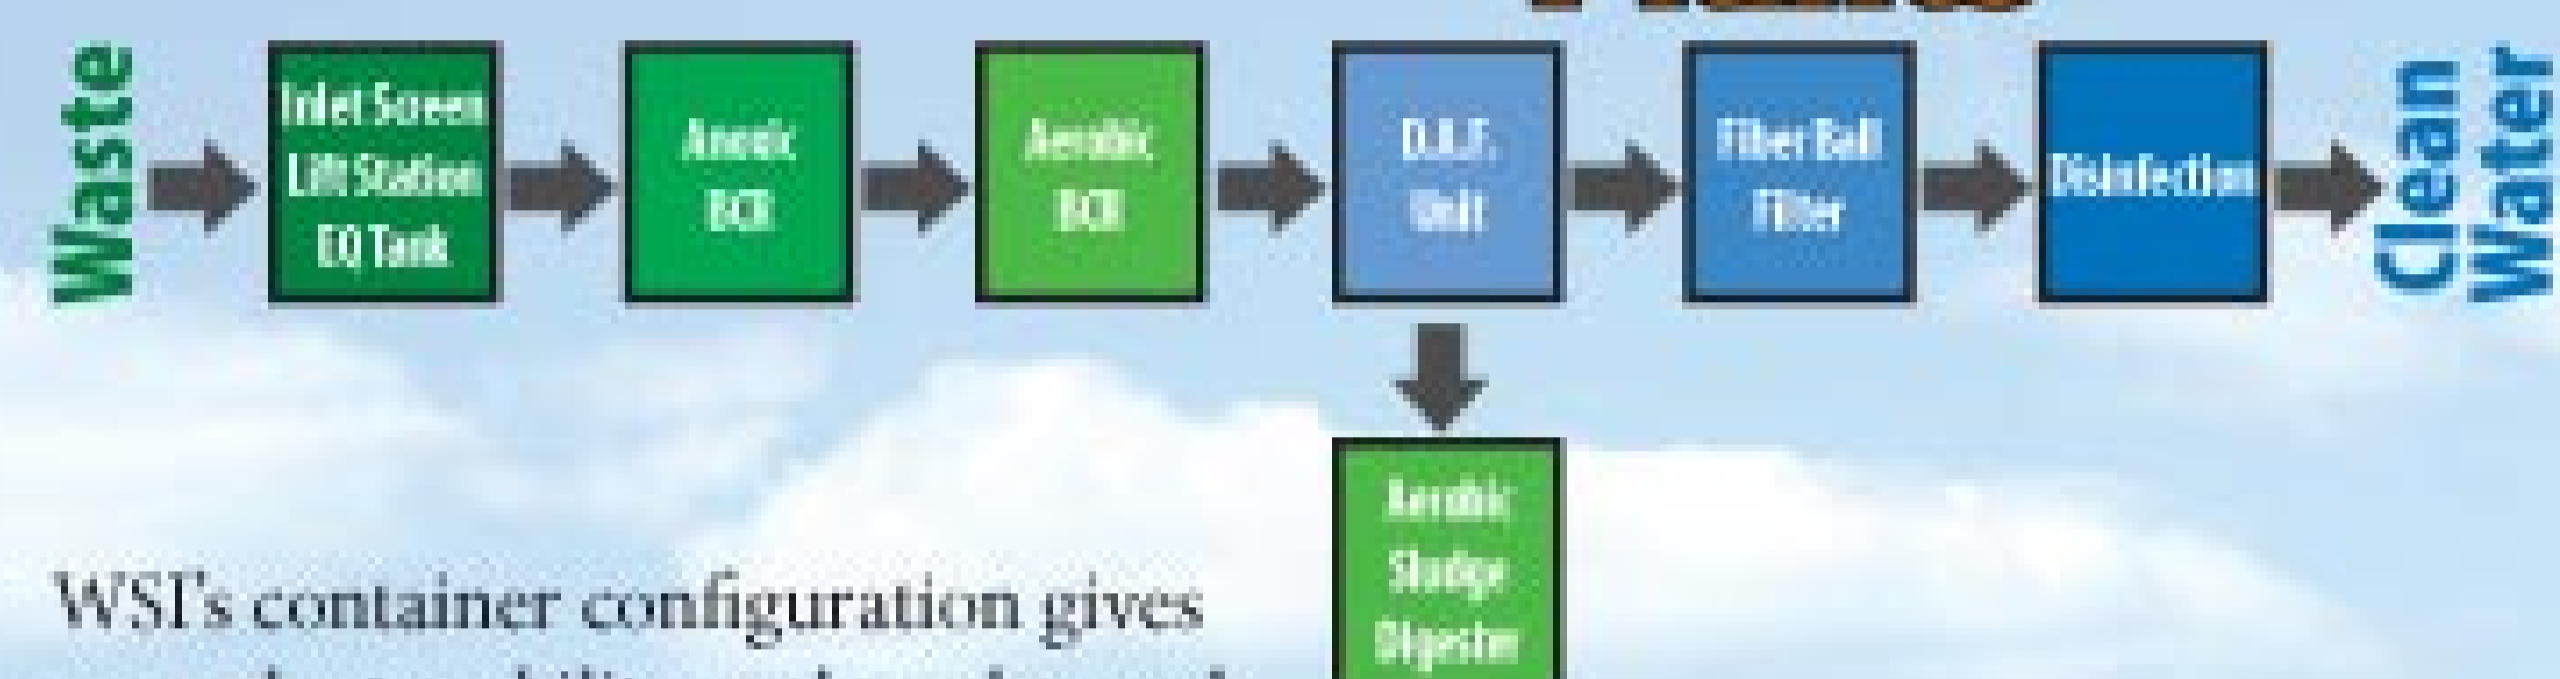 Waste
Inlet Screen
Lift Station
EQ Tank
Anoxic
BCR
Aerobic
BCR
D.A.F.
Unit
Fiber Ball
Filter
Disinfection
Clean
Water
Aerobic
Sludge
Digester
WSI's container configuration gives